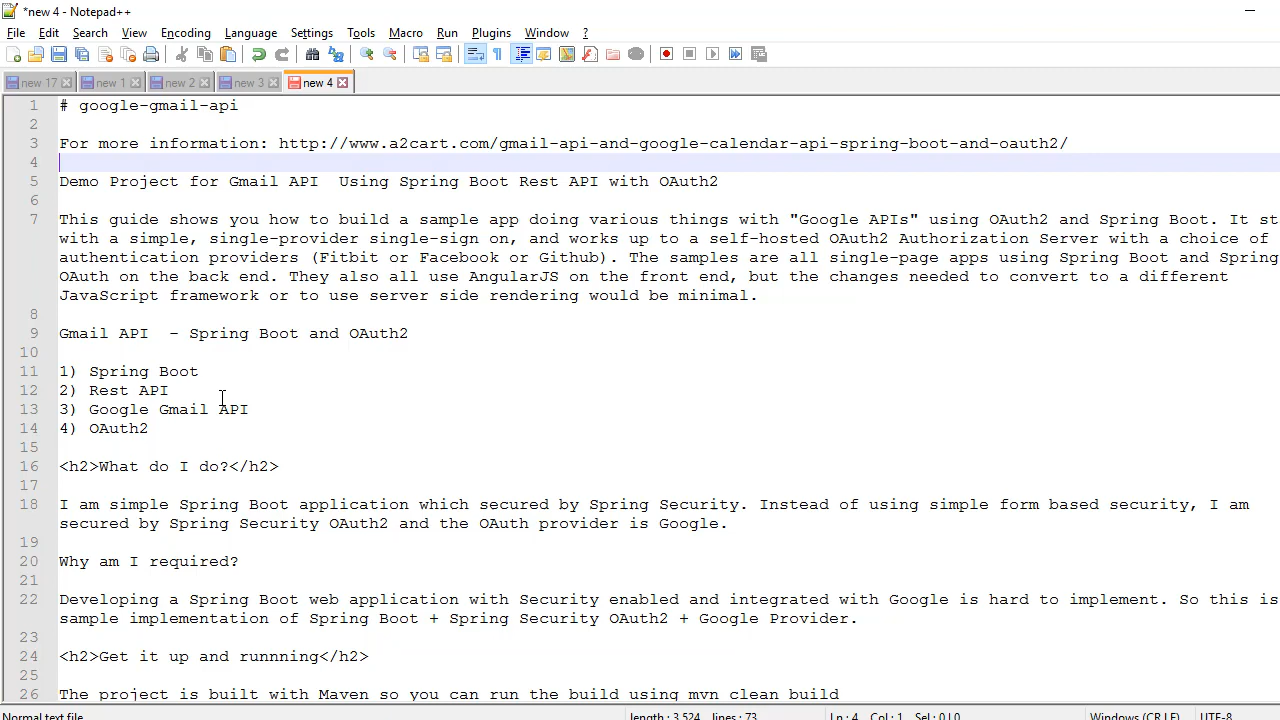 *new 4 - Notepad++
File Edit Search View Encoding Language Settings Tools Macro Run Plugins Window ?
new 17 new 1 new 2 new 3 new 4
1 # google-gmail-api
2
3 For more information: http://www.a2cart.com/gmail-api-and-google-calendar-api-spring-boot-and-oauth2/
4
5 Demo Project for Gmail API  Using Spring Boot Rest API with OAuth2
6
7 This guide shows you how to build a sample app doing various things with "Google APIs" using OAuth2 and Spring Boot. It st
with a simple, single-provider single-sign on, and works up to a self-hosted OAuth2 Authorization Server with a choice of
authentication providers (Fitbit or Facebook or Github). The samples are all single-page apps using Spring Boot and Spring
OAuth on the back end. They also all use AngularJS on the front end, but the changes needed to convert to a different
JavaScript framework or to use server side rendering would be minimal.
8
9 Gmail API  - Spring Boot and OAuth2
10
11 1) Spring Boot
12 2) Rest API
13 3) Google Gmail API
14 4) OAuth2
15
16 <h2>What do I do?</h2>
17
18 I am simple Spring Boot application which secured by Spring Security. Instead of using simple form based security, I am
secured by Spring Security OAuth2 and the OAuth provider is Google.
19
20 Why am I required?
21
22 Developing a Spring Boot web application with Security enabled and integrated with Google is hard to implement. So this is
sample implementation of Spring Boot + Spring Security OAuth2 + Google Provider.
23
24 <h2>Get it up and runnning</h2>
25
26 The project is built with Maven so you can run the build using mvn clean build
Normal text file length : 3,524 lines : 73 Ln : 4 Col : 1 Sel : 0 | 0 Windows (CR LF) UTF-8